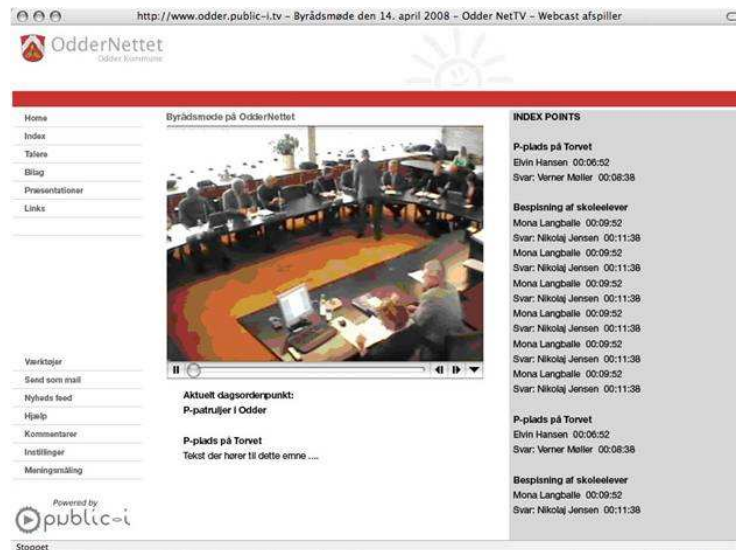 http://www.odder.public-i.tv – Byrådsmøde den 14. april 2008 – Odder NetTV – Webcast afspiller
OdderNettet
Odder Kommune
Home
Index
Talere
Bilag
Præsentationer
Links
Værktøjer
Send som mail
Nyheds feed
Hjælp
Kommentarer
Instillinger
Meningsmåling
Powered by
public-i
Byrådsmøde på OdderNettet
Aktuelt dagsordenpunkt:
P-patruljer i Odder
P-plads på Torvet
Tekst der hører til dette emne ....
INDEX POINTS
P-plads på Torvet
Elvin Hansen 00:06:52
Svar: Verner Møller 00:08:38
Bespisning af skoleelever
Mona Langballe 00:09:52
Svar: Nikolaj Jensen 00:11:38
Mona Langballe 00:09:52
Svar: Nikolaj Jensen 00:11:38
Mona Langballe 00:09:52
Svar: Nikolaj Jensen 00:11:38
Mona Langballe 00:09:52
Svar: Nikolaj Jensen 00:11:38
Mona Langballe 00:09:52
Svar: Nikolaj Jensen 00:11:38
Mona Langballe 00:09:52
Svar: Nikolaj Jensen 00:11:38
P-plads på Torvet
Elvin Hansen 00:06:52
Svar: Verner Møller 00:08:38
Bespisning af skoleelever
Mona Langballe 00:09:52
Svar: Nikolaj Jensen 00:11:38
Stoppet